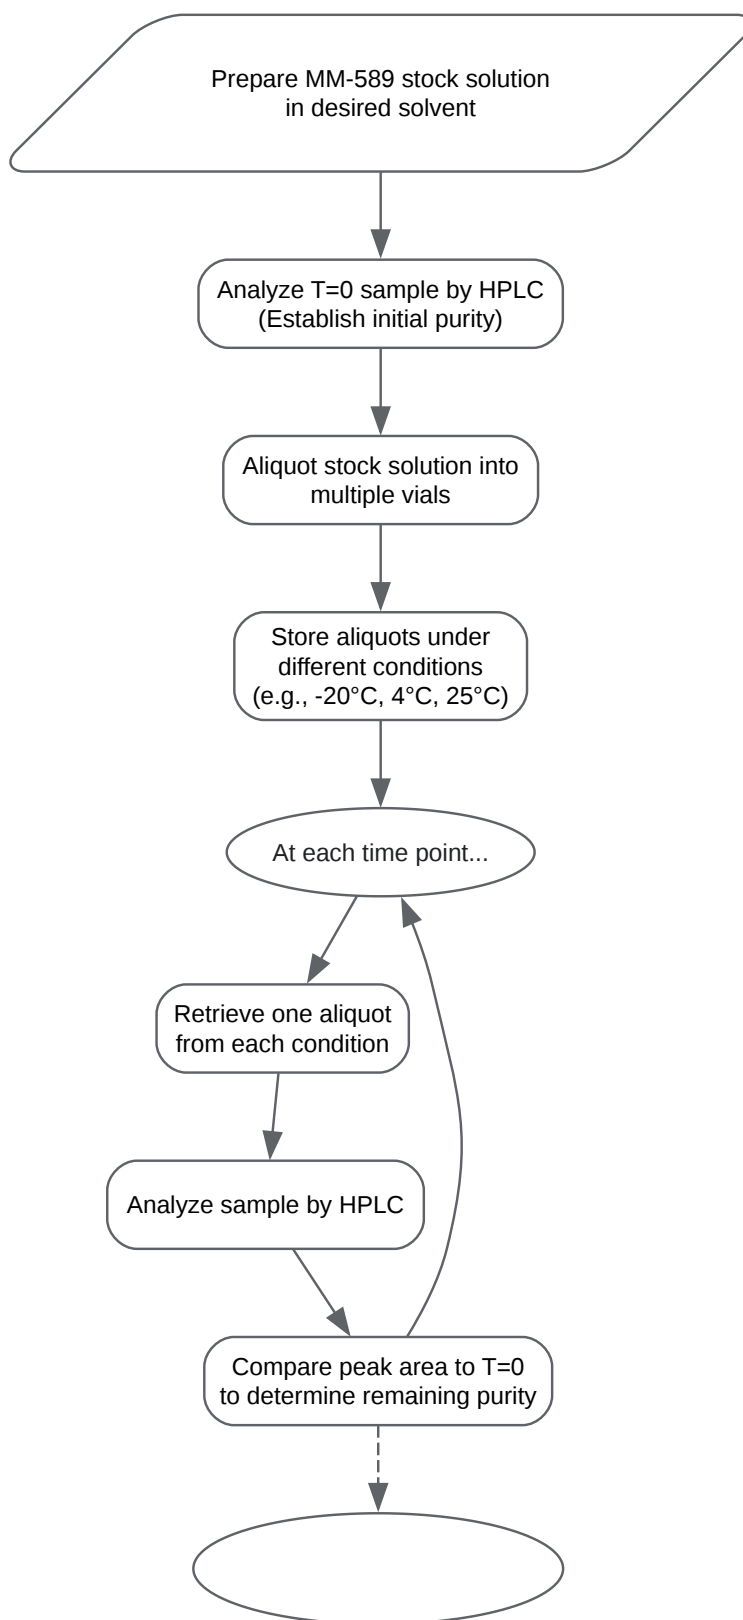 Prepare MM-589 stock solution
in desired solvent
Analyze T=0 sample by HPLC
(Establish initial purity)
Aliquot stock solution into
multiple vials
Store aliquots under
different conditions
(e.g., -20°C, 4°C, 25°C)
At each time point...
Retrieve one aliquot
from each condition
Analyze sample by HPLC
Compare peak area to T=0
to determine remaining purity